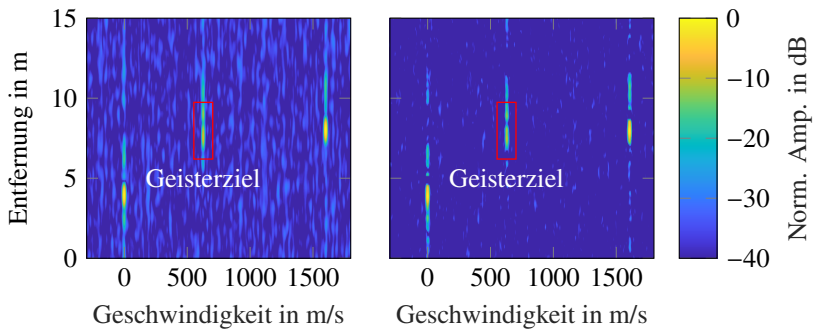 Entfernung in m
15
10
5
0
Geisterziel
0 500 1000 1500
Geschwindigkeit in m/s
Geisterziel
0 500 1000 1500
Geschwindigkeit in m/s
0
−10
−20
−30
−40
Norm. Amp. in dB